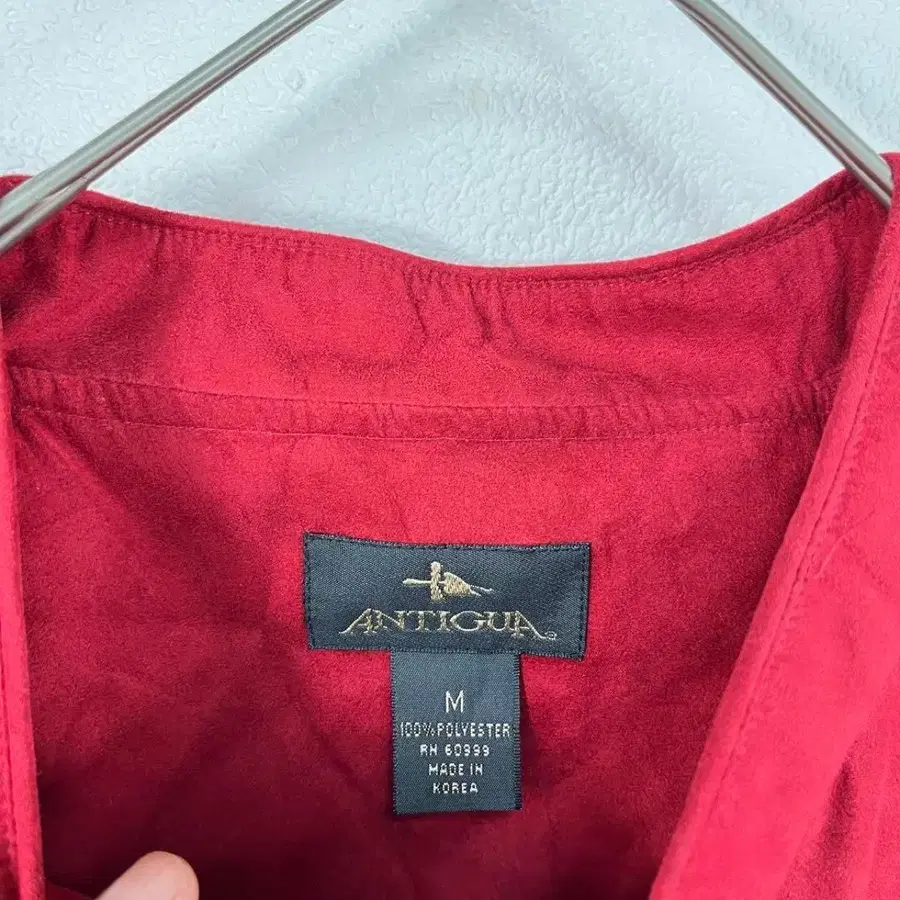 ANTIGUA®
M
100% POLYESTER
RN 60999
MADE IN
KOREA